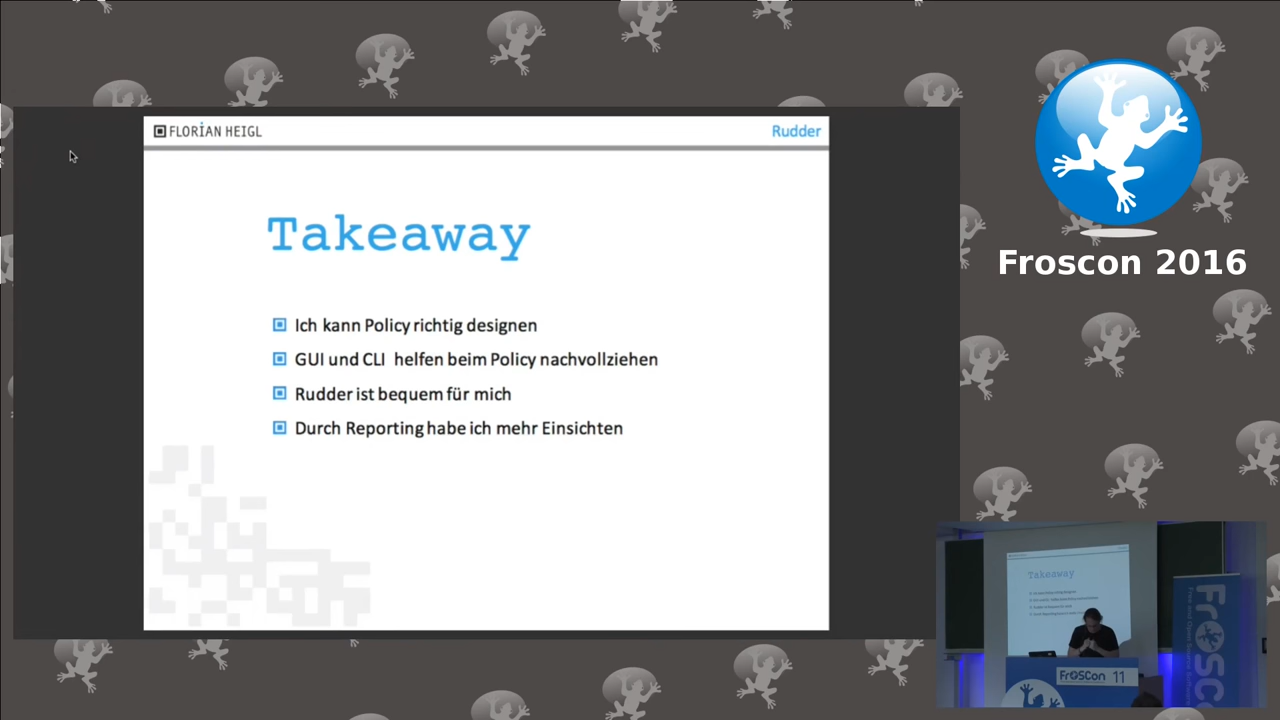 FLORIAN HEIGL
Rudder
Takeaway
Ich kann Policy richtig designen
GUI und CLI helfen beim Policy nachvollziehen
Rudder ist bequem für mich
Durch Reporting habe ich mehr Einsichten
Froscon 2016
Takeaway
FrOSCon 11
FrOSC